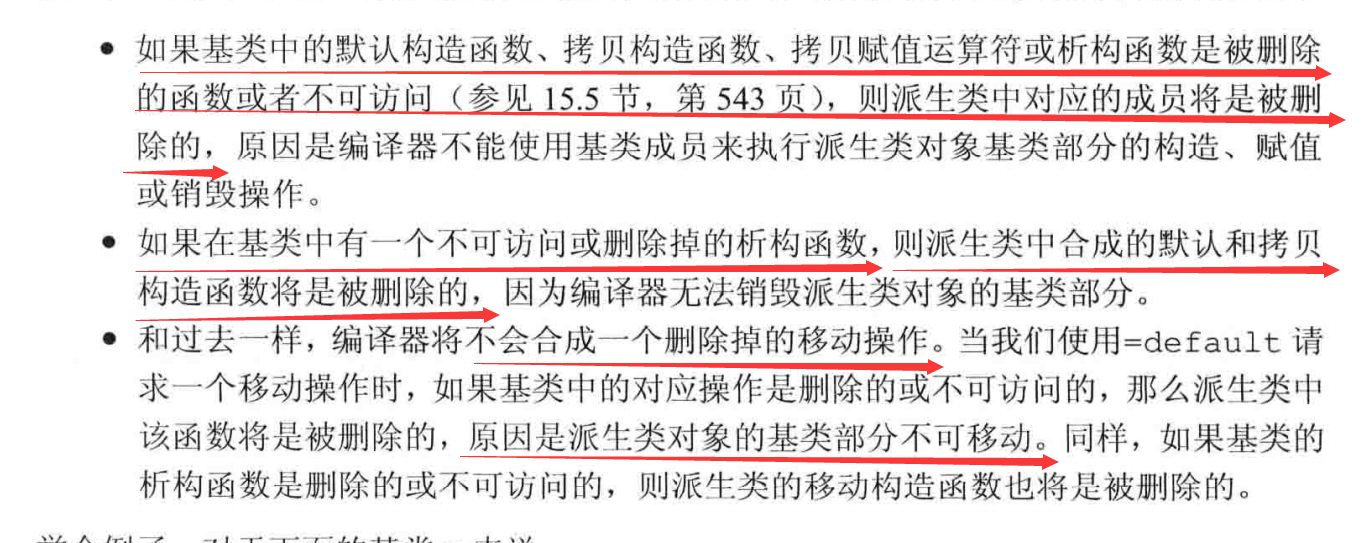 ● 如果基类中的默认构造函数、拷贝构造函数、拷贝赋值运算符或析构函数是被删除
的函数或者不可访问（参见 15.5 节，第 543 页），则派生类中对应的成员将是被删
除的，原因是编译器不能使用基类成员来执行派生类对象基类部分的构造、赋值
或销毁操作。
● 如果在基类中有一个不可访问或删除掉的析构函数，则派生类中合成的默认和拷贝
构造函数将是被删除的，因为编译器无法销毁派生类对象的基类部分。
● 和过去一样，编译器将不会合成一个删除掉的移动操作。当我们使用=default 请
求一个移动操作时，如果基类中的对应操作是删除的或不可访问的，那么派生类中
该函数将是被删除的，原因是派生类对象的基类部分不可移动。同样，如果基类的
析构函数是删除的或不可访问的，则派生类的移动构造函数也将是被删除的。